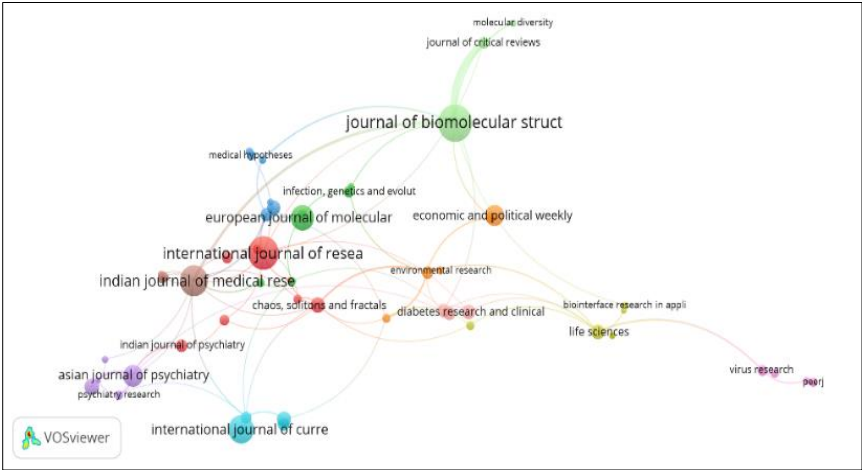 molecular diversity
journal of critical reviews
journal of biomolecular struct
medical hypotheses
infection, genetics and evolut
european journal of molecular
economic and political weekly
international journal of resea
environmental research
indian journal of medical rese
chaos, solitons and fractals
biointerface research in appli
diabetes research and clinical
life sciences
indian journal of psychiatry
virus research
asian journal of psychiatry
peerj
psychiatry research
international journal of curre
VOSviewer